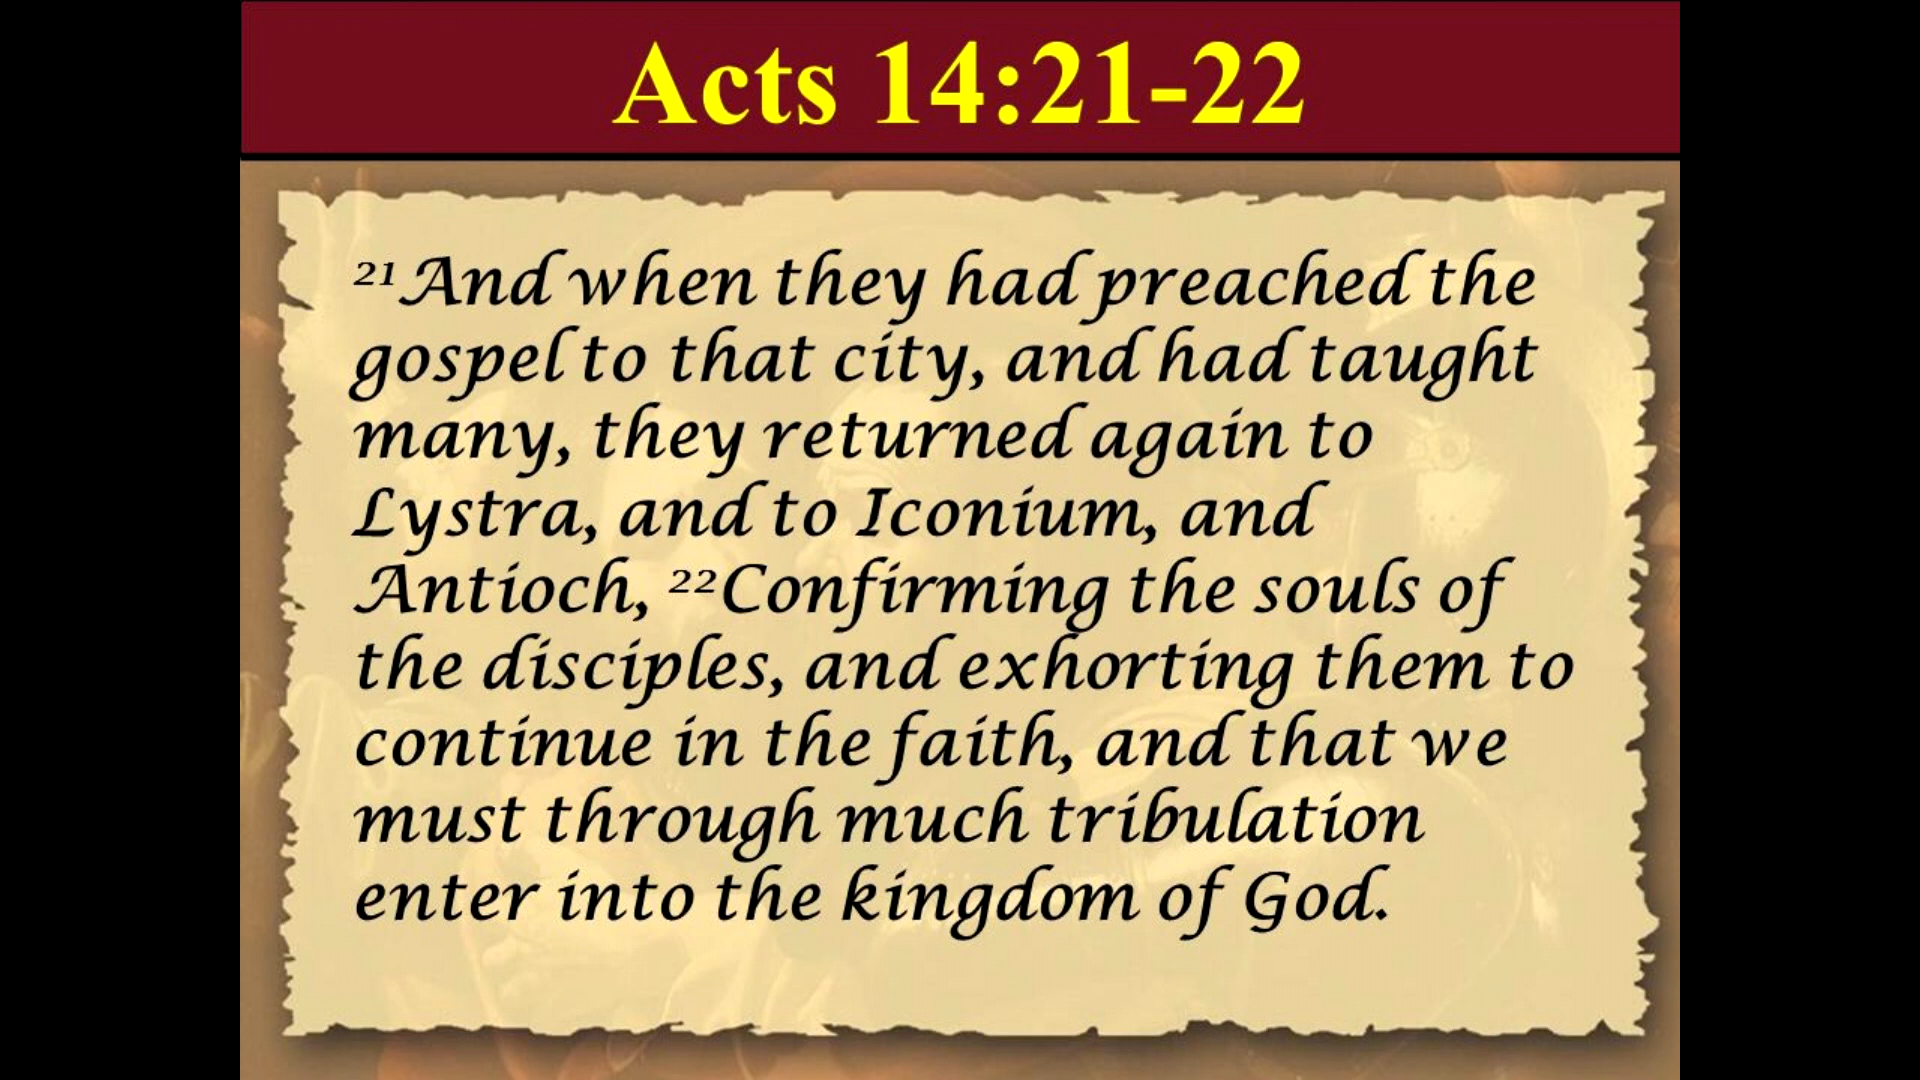 Acts 14:21-22
21And when they had preached the
gospel to that city, and had taught
many, they returned again to
Lystra, and to Iconium, and
Antioch, 22Confirming the souls of
the disciples, and exhorting them to
continue in the faith, and that we
must through much tribulation
enter into the kingdom of God.